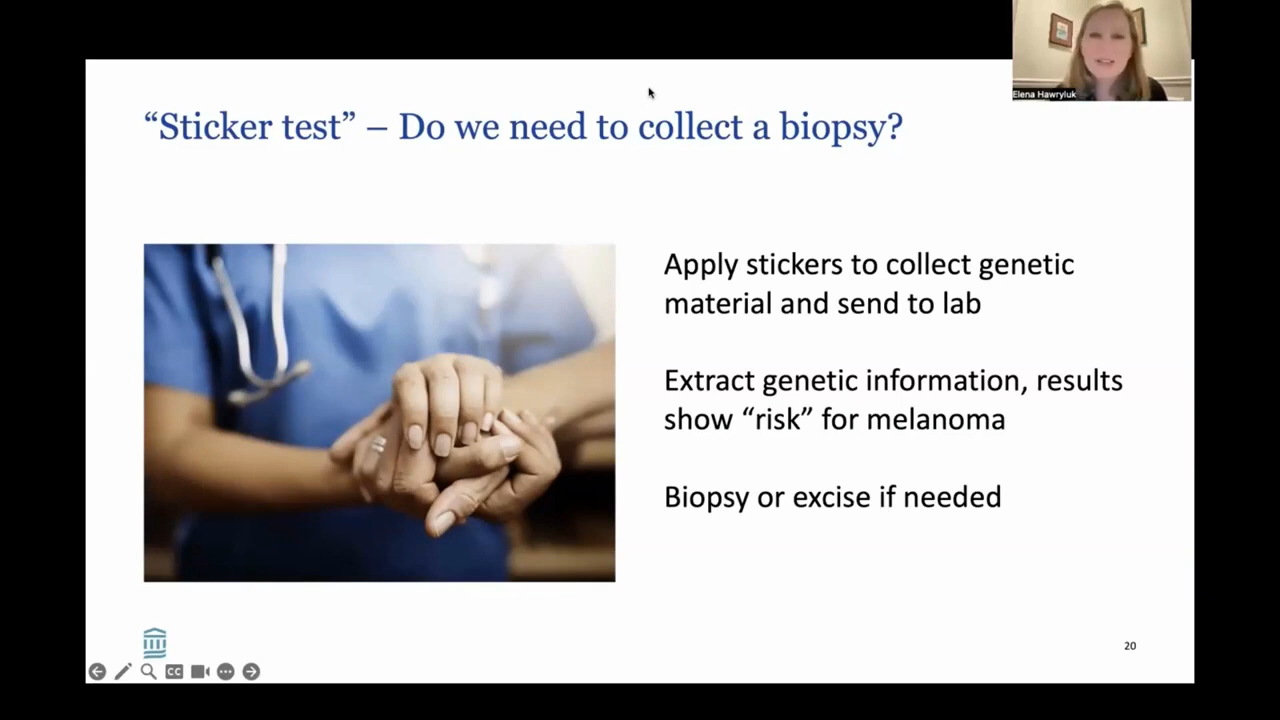 Elena Hawryluk
“Sticker test” – Do we need to collect a biopsy?
Apply stickers to collect genetic
material and send to lab
Extract genetic information, results
show “risk” for melanoma
Biopsy or excise if needed
20
CC